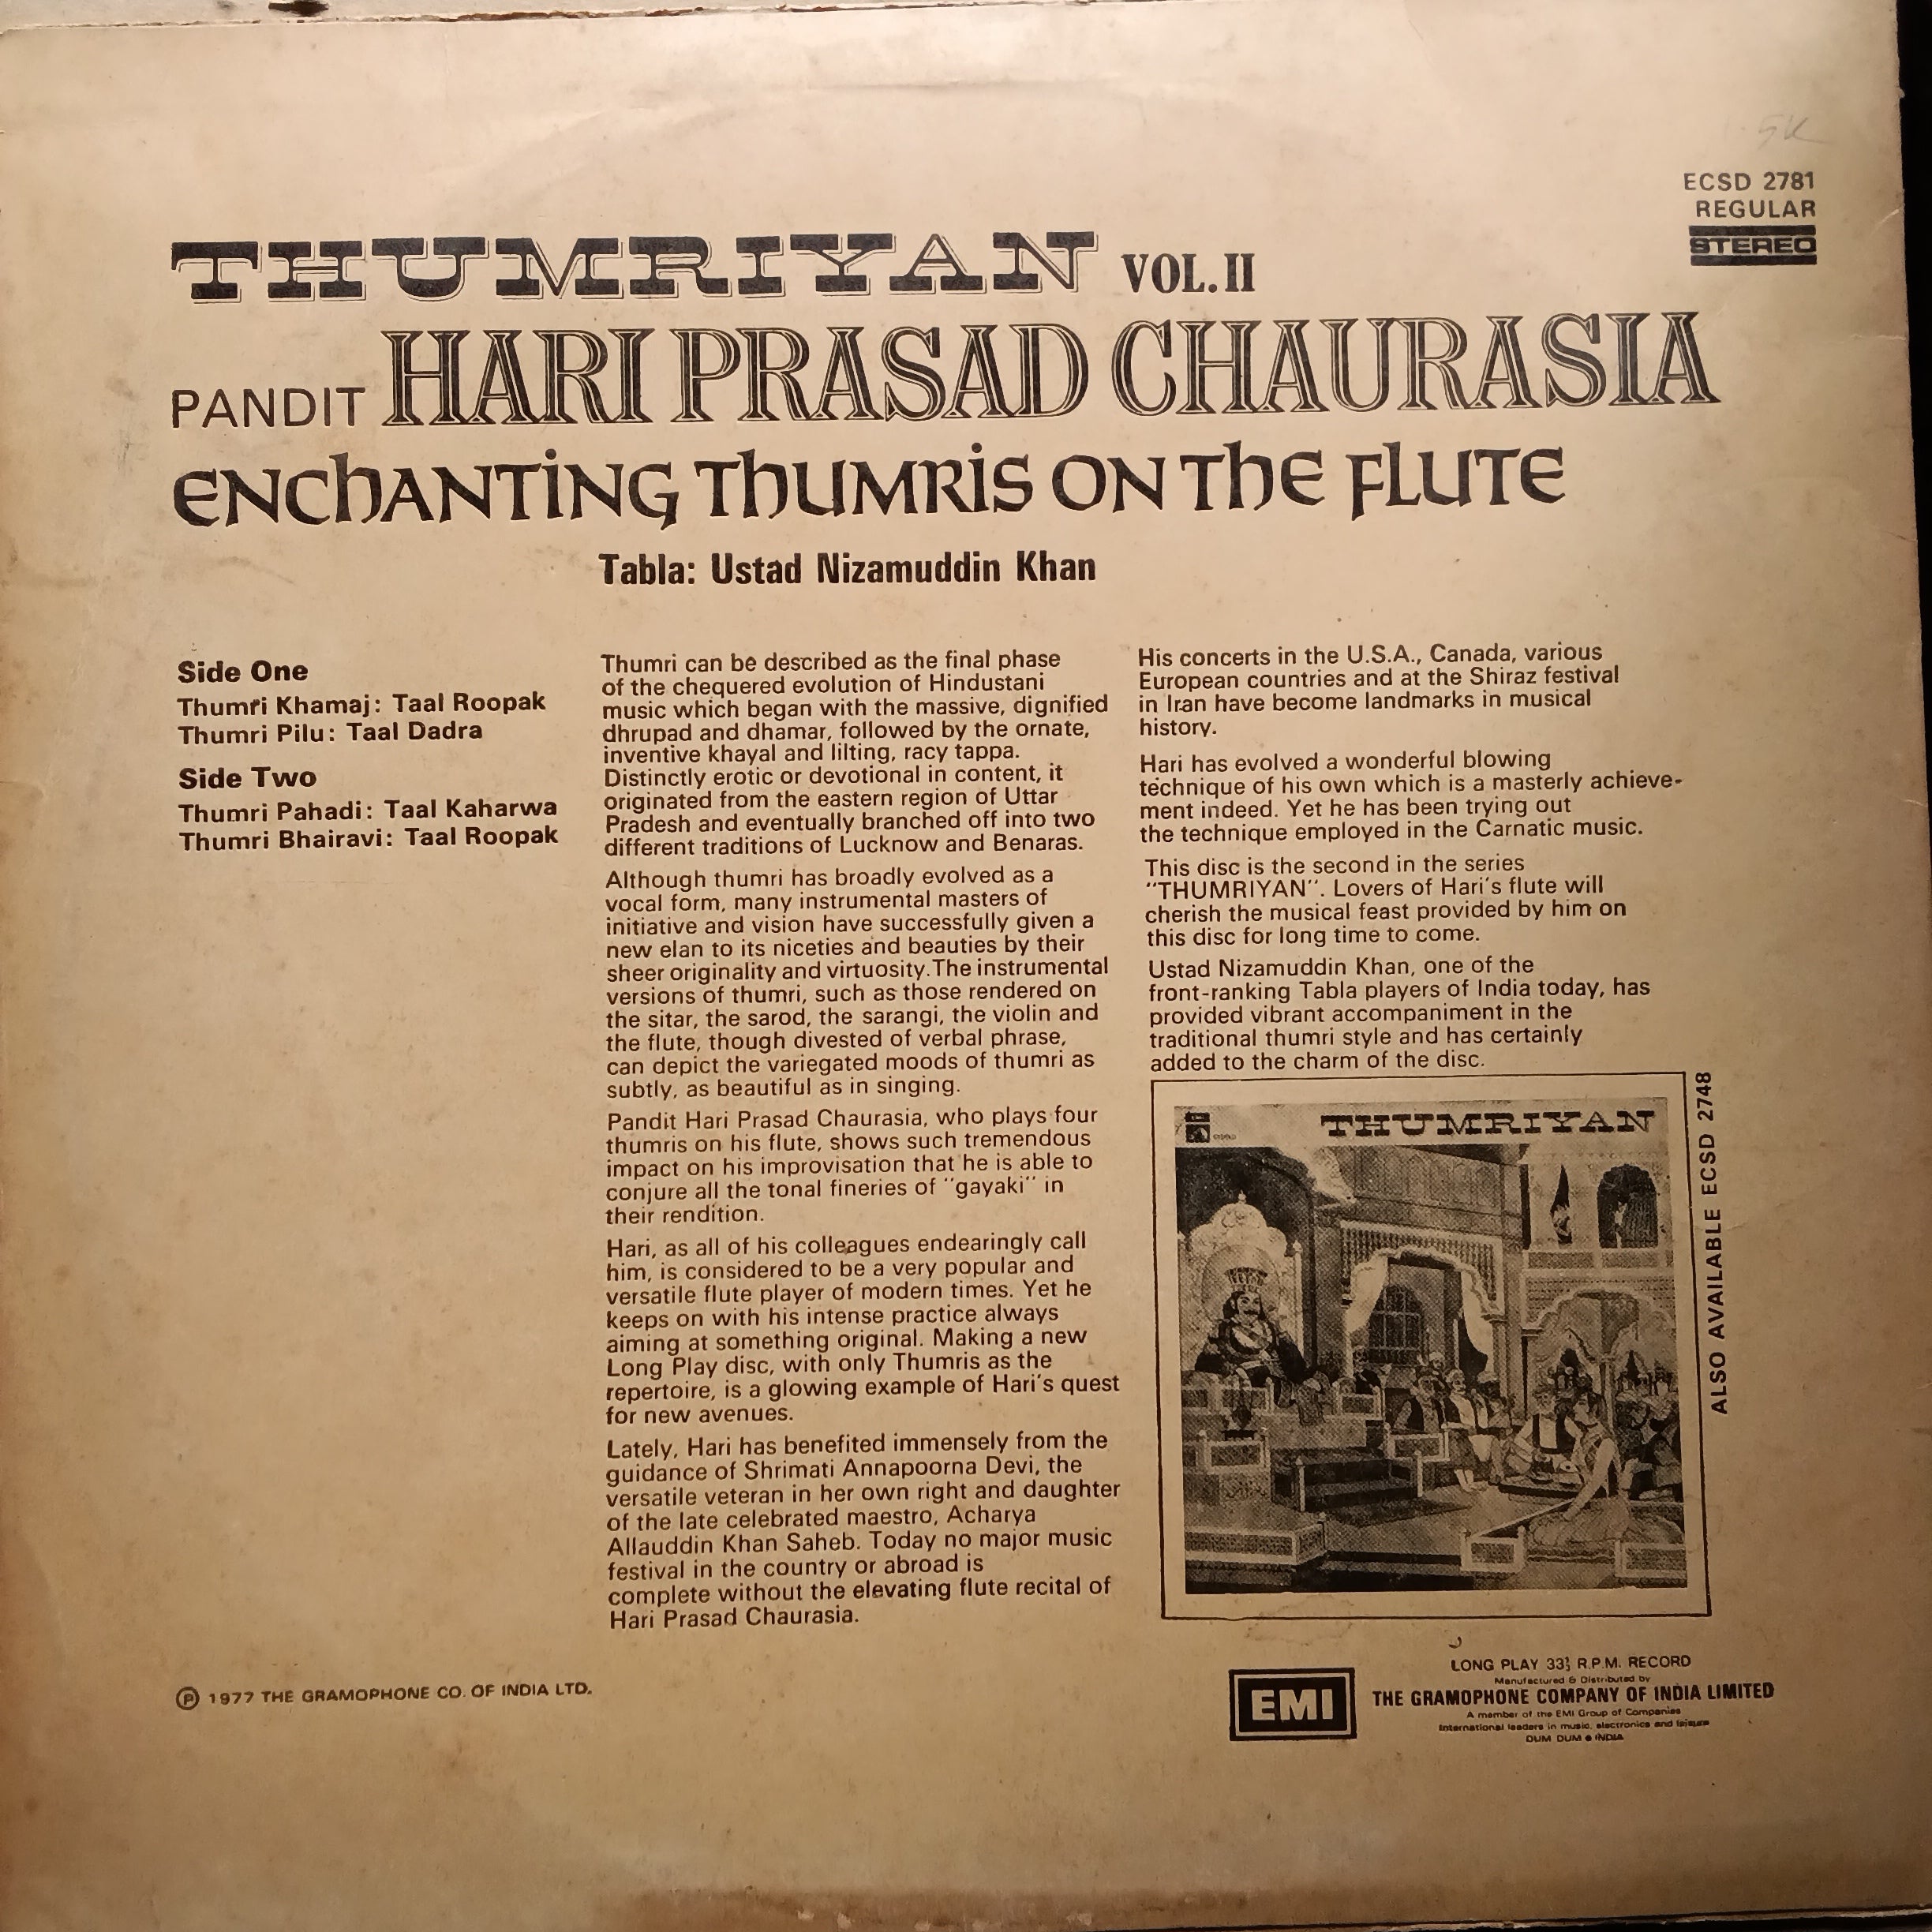 5K
ECSD 2781
REGULAR
STEREO
THUMRIYAN VOL. II
PANDIT HARI PRASAD CHAURASIA
ENCHANTING THUMRIS ON THE FLUTE
Tabla: Ustad Nizamuddin Khan
Side One
Thumri Khamaj: Taal Roopak
Thumri Pilu: Taal Dadra
Side Two
Thumri Pahadi: Taal Kaharwa
Thumri Bhairavi: Taal Roopak
Thumri can be described as the final phase
of the chequered evolution of Hindustani
music which began with the massive, dignified
dhrupad and dhamar, followed by the ornate,
inventive khayal and lilting, racy tappa.
Distinctly erotic or devotional in content, it
originated from the eastern region of Uttar
Pradesh and eventually branched off into two
different traditions of Lucknow and Benaras.
Although thumri has broadly evolved as a
vocal form, many instrumental masters of
initiative and vision have successfully given a
new elan to its niceties and beauties by their
sheer originality and virtuosity.The instrumental
versions of thumri, such as those rendered on
the sitar, the sarod, the sarangi, the violin and
the flute, though divested of verbal phrase,
can depict the variegated moods of thumri as
subtly, as beautiful as in singing.
Pandit Hari Prasad Chaurasia, who plays four
thumris on his flute, shows such tremendous
impact on his improvisation that he is able to
conjure all the tonal fineries of "gayaki" in
their rendition.
Hari, as all of his colleagues endearingly call
him, is considered to be a very popular and
versatile flute player of modern times. Yet he
keeps on with his intense practice always
aiming at something original. Making a new
Long Play disc, with only Thumris as the
repertoire, is a glowing example of Hari's quest
for new avenues.
Lately, Hari has benefited immensely from the
guidance of Shrimati Annapoorna Devi, the
versatile veteran in her own right and daughter
of the late celebrated maestro, Acharya
Allauddin Khan Saheb. Today no major music
festival in the country or abroad is
complete without the elevating flute recital of
Hari Prasad Chaurasia.
His concerts in the U.S.A., Canada, various
European countries and at the Shiraz festival
in Iran have become landmarks in musical
history.
Hari has evolved a wonderful blowing
technique of his own which is a masterly achieve-
ment indeed. Yet he has been trying out
the technique employed in the Carnatic music.
This disc is the second in the series
"THUMRIYAN". Lovers of Hari's flute will
cherish the musical feast provided by him on
this disc for long time to come.
Ustad Nizamuddin Khan, one of the
front-ranking Tabla players of India today, has
provided vibrant accompaniment in the
traditional thumri style and has certainly
added to the charm of the disc.
THUMRIYAN
ALSO AVAILABLE ECSD 2748
Ⓟ 1977 THE GRAMOPHONE CO. OF INDIA LTD.
EMI
LONG PLAY 33⅓ R.P.M. RECORD
Manufactured & Distributed by
THE GRAMOPHONE COMPANY OF INDIA LIMITED
A member of the EMI Group of Companies
International leaders in music, electronics and leisure
DUM DUM ● INDIA